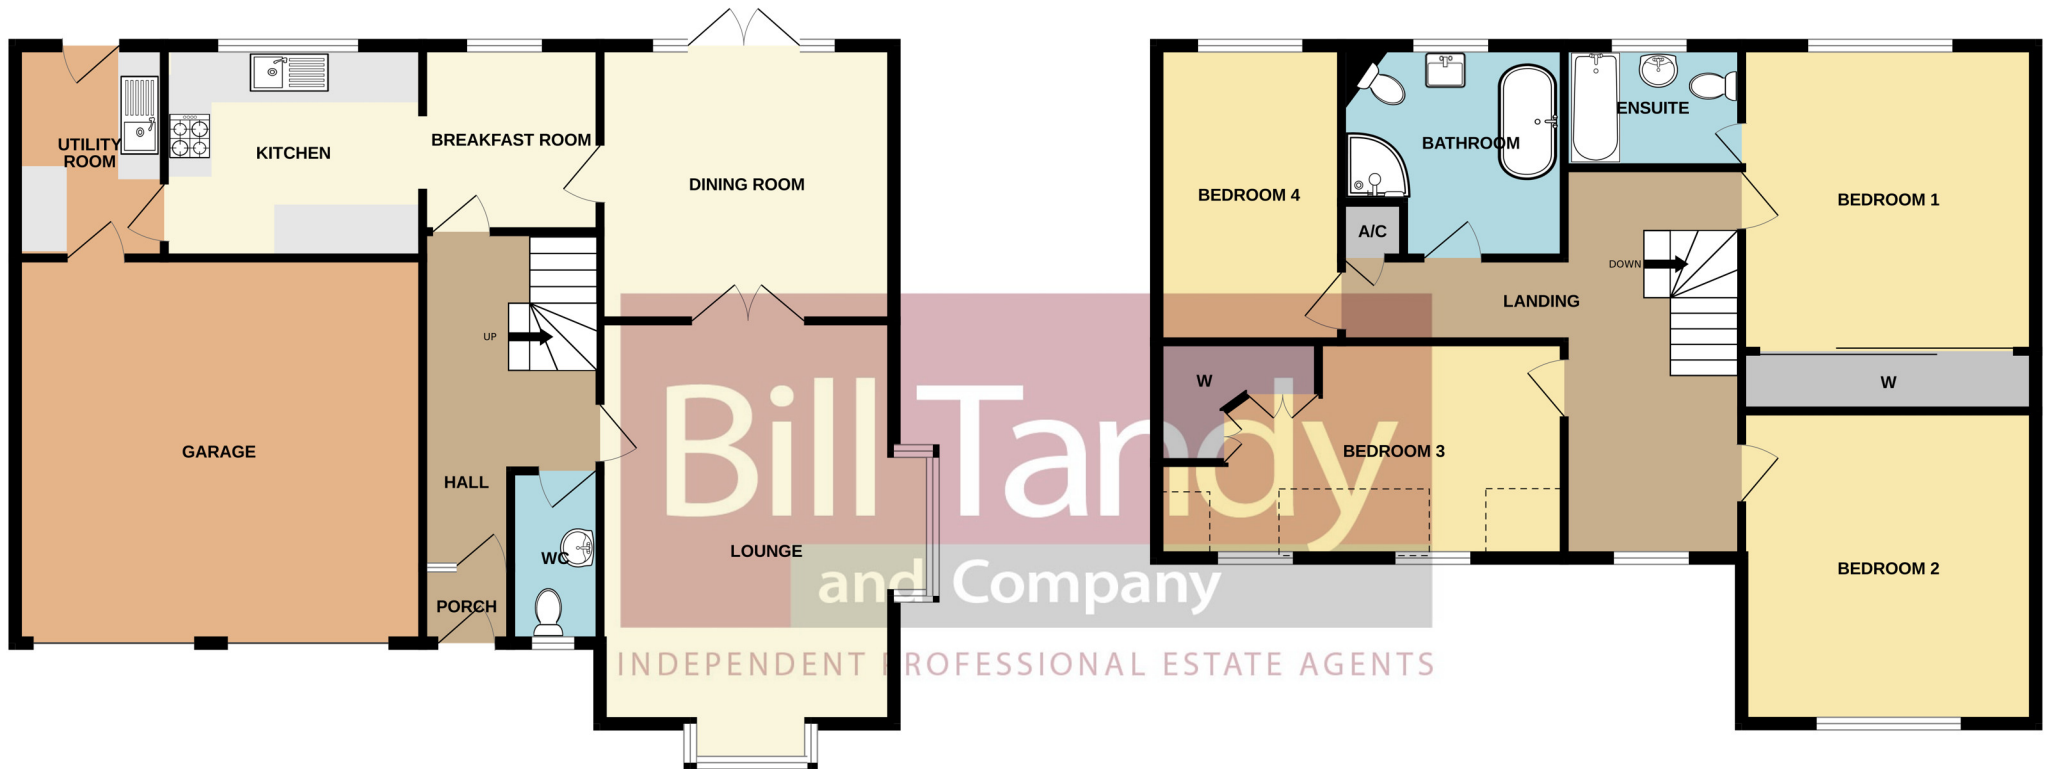 UTILITY
ROOM
KITCHEN
BREAKFAST ROOM
DINING ROOM
UP
GARAGE
HALL
WC
LOUNGE
PORCH
BEDROOM 4
BATHROOM
ENSUITE
BEDROOM 1
A/C
DOWN
LANDING
W
W
BEDROOM 3
BEDROOM 2
Bill Tandy
and Company
INDEPENDENT PROFESSIONAL ESTATE AGENTS